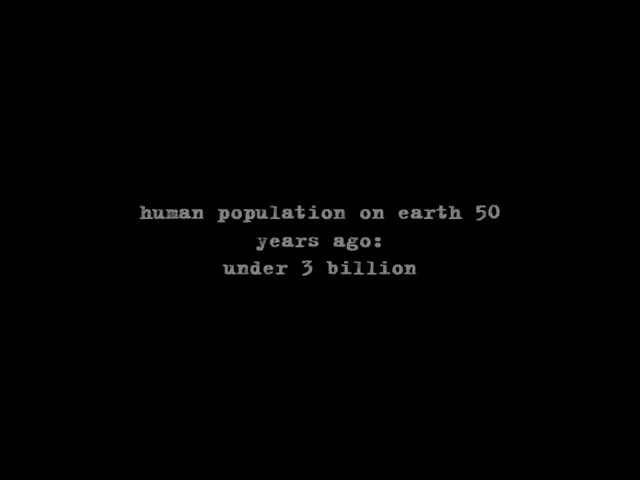 human population on earth 50
years ago:
under 3 billion